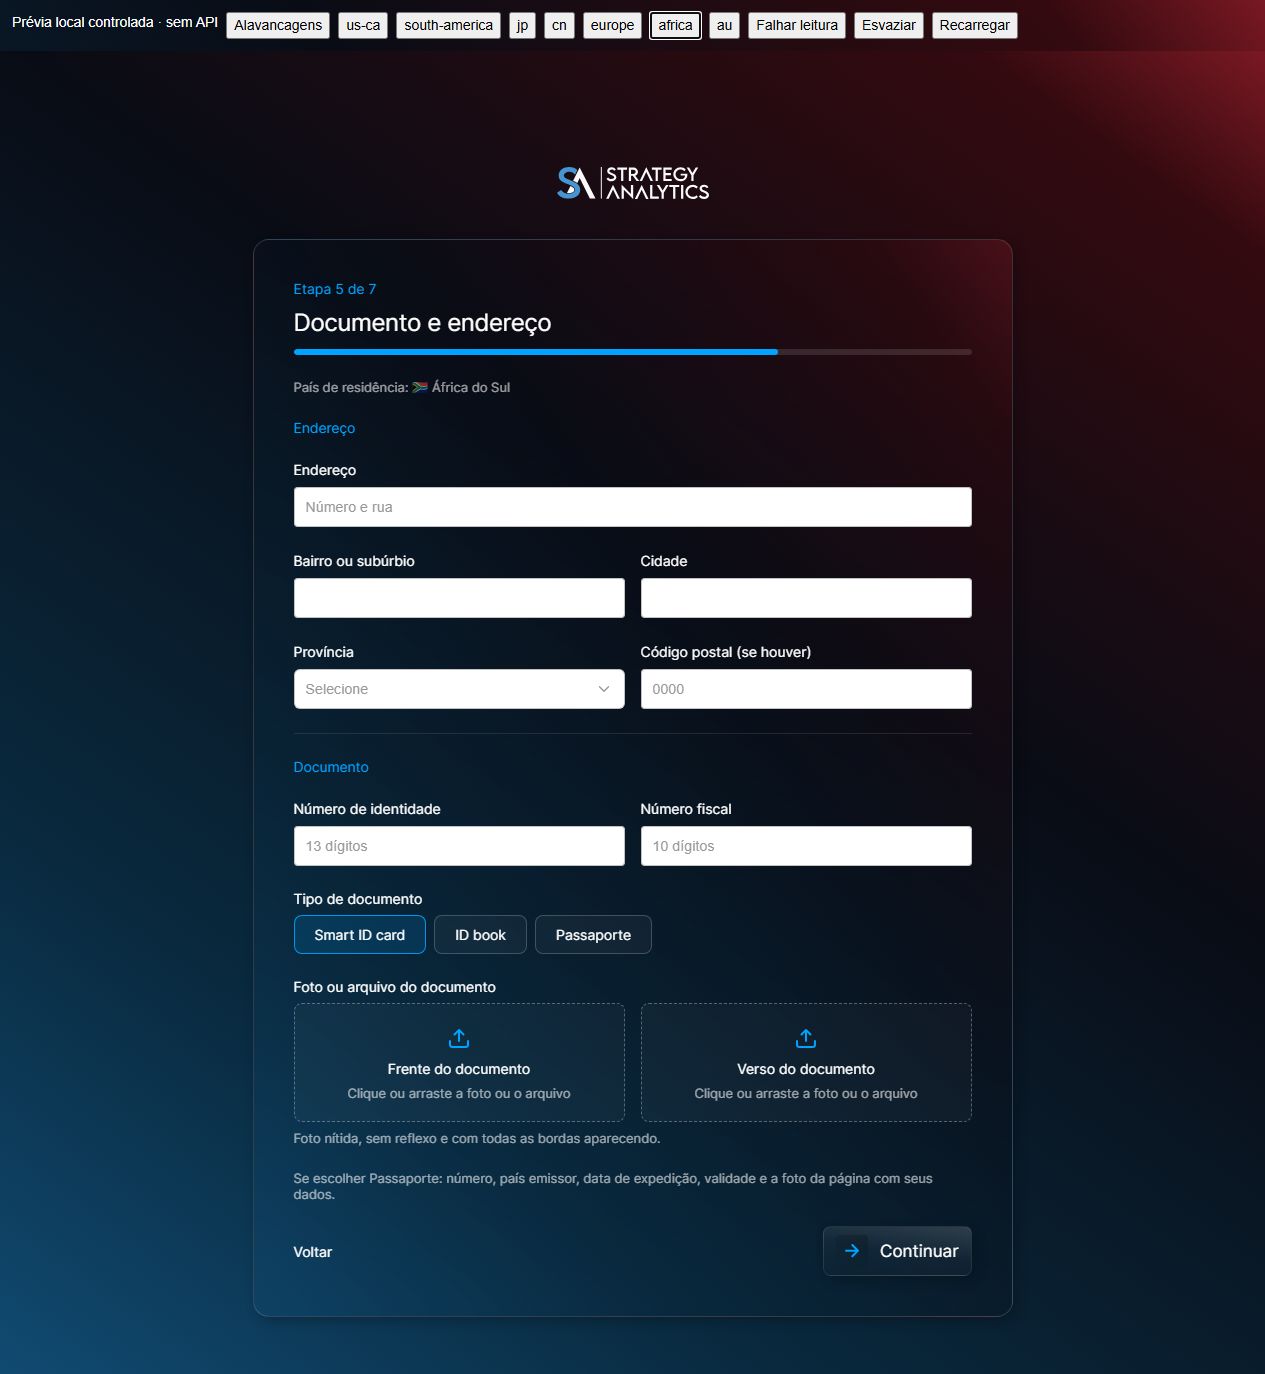 Prévia local controlada · sem API Alavancagens us-ca south-america jp cn europe africa au Falhar leitura Esvaziar Recarregar
SA STRATEGY
ANALYTICS
Etapa 5 de 7
Documento e endereço
País de residência: África do Sul
Endereço
Endereço
Número e rua
Bairro ou subúrbio Cidade
Província Código postal (se houver)
Selecione 0000
Documento
Número de identidade Número fiscal
13 dígitos 10 dígitos
Tipo de documento
Smart ID card ID book Passaporte
Foto ou arquivo do documento
Frente do documento Verso do documento
Clique ou arraste a foto ou o arquivo Clique ou arraste a foto ou o arquivo
Foto nítida, sem reflexo e com todas as bordas aparecendo.
Se escolher Passaporte: número, país emissor, data de expedição, validade e a foto da página com seus
dados.
Voltar Continuar